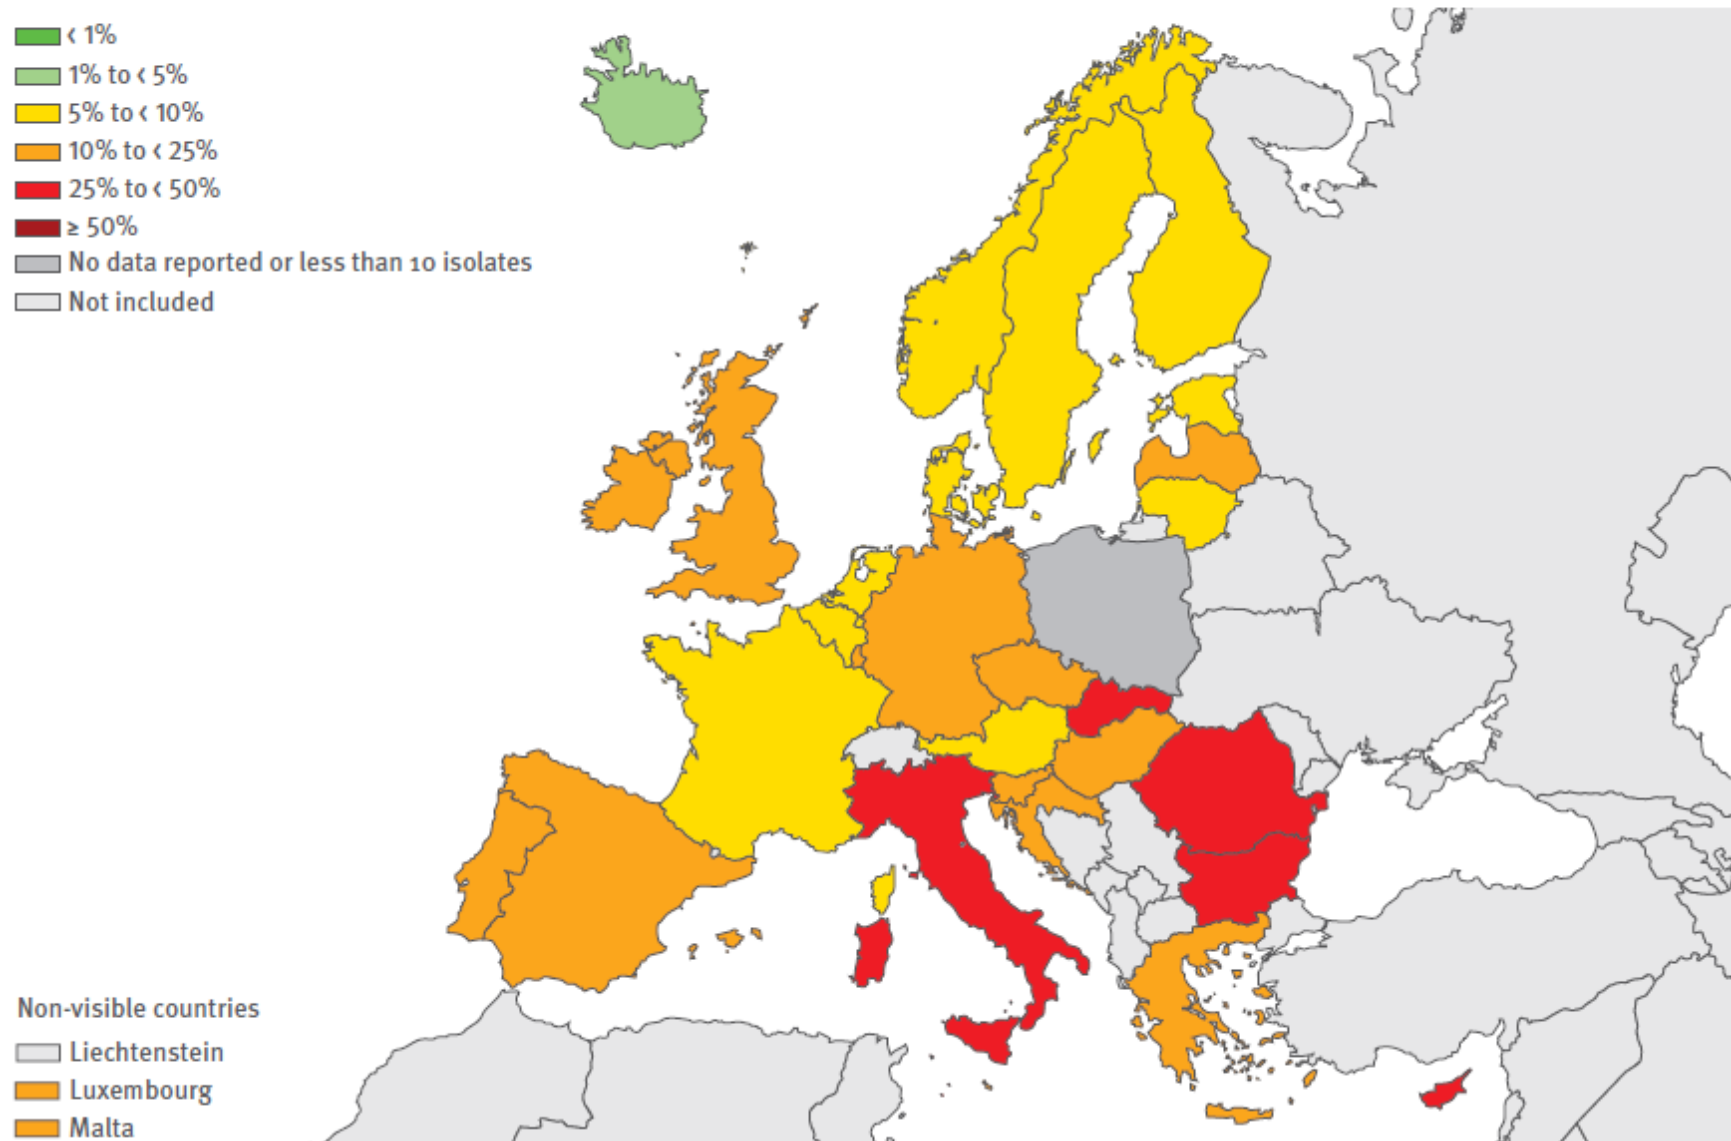 < 1%
1% to < 5%
5% to < 10%
10% to < 25%
25% to < 50%
≥ 50%
No data reported or less than 10 isolates
Not included
Non-visible countries
Liechtenstein
Luxembourg
Malta